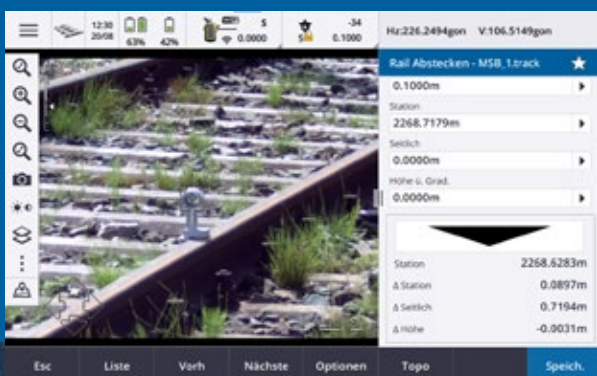 12:30
20/08
63%
42%
5
0.0000
-34
0.1000
Hz:226.2494gon V:106.5149gon
Rail Abstecken - MSB_1.track
0.1000m
Station
2268.7179m
Seitlich
0.0000m
Höhe ü. Grad.
0.0000m
Station 2268.6283m
Δ Station 0.0897m
Δ Seitlich 0.7194m
Δ Höhe -0.0031m
Esc Liste Vorh Nächste Optionen Topo Speich.